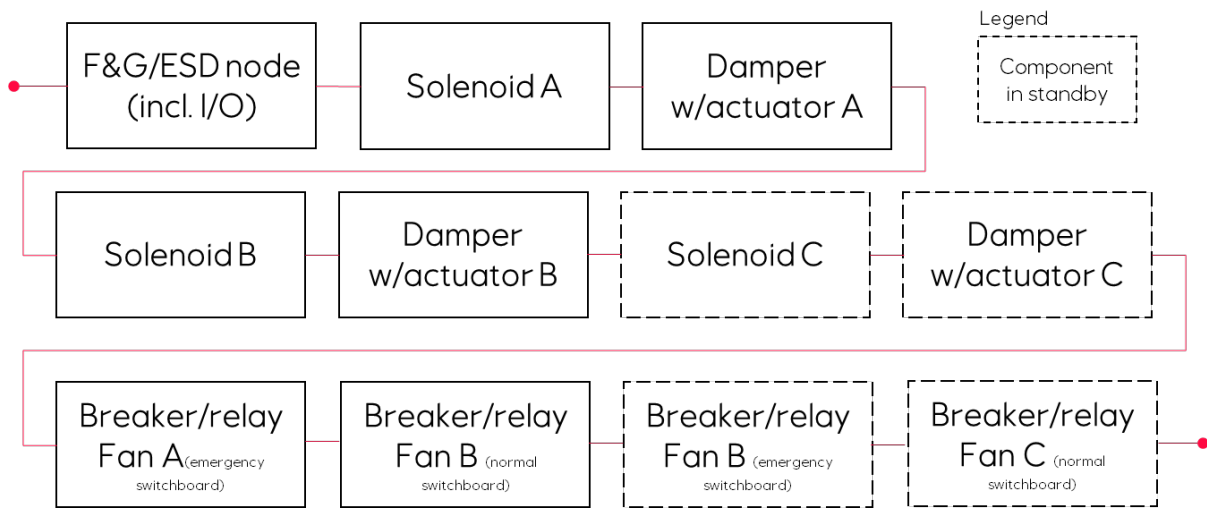 Legend
F&G/ESD node
(incl. I/O)
Solenoid A
Damper
w/actuator A
Component
in standby
Solenoid B
Damper
w/actuator B
Solenoid C
Damper
w/actuator C
Breaker/relay
Fan A(emergency
switchboard)
Breaker/relay
Fan B (normal
switchboard)
Breaker/relay
Fan B (emergency
switchboard)
Breaker/relay
Fan C (normal
switchboard)